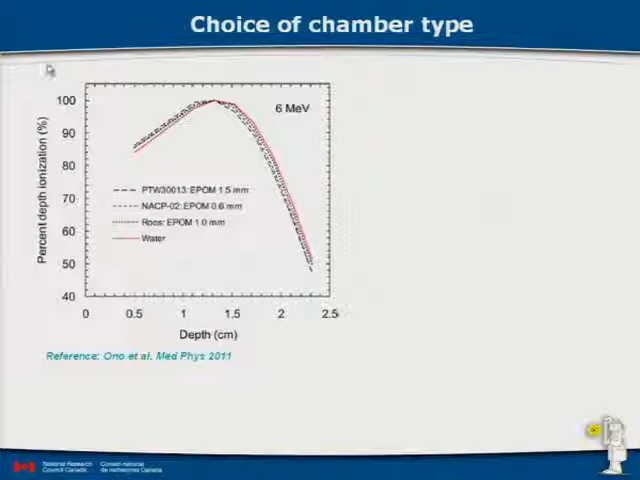 Choice of chamber type
100
90
80
70
60
50
40
Percent depth ionization (%)
6 MeV
PTW30013: EPOM 1.5 mm
NACP-02: EPOM 0.6 mm
Roos: EPOM 1.0 mm
Water
0 0.5 1 1.5 2 2.5
Depth (cm)
Reference: Ono et al. Med Phys 2011
National Research Conseil national
Council Canada de recherches Canada